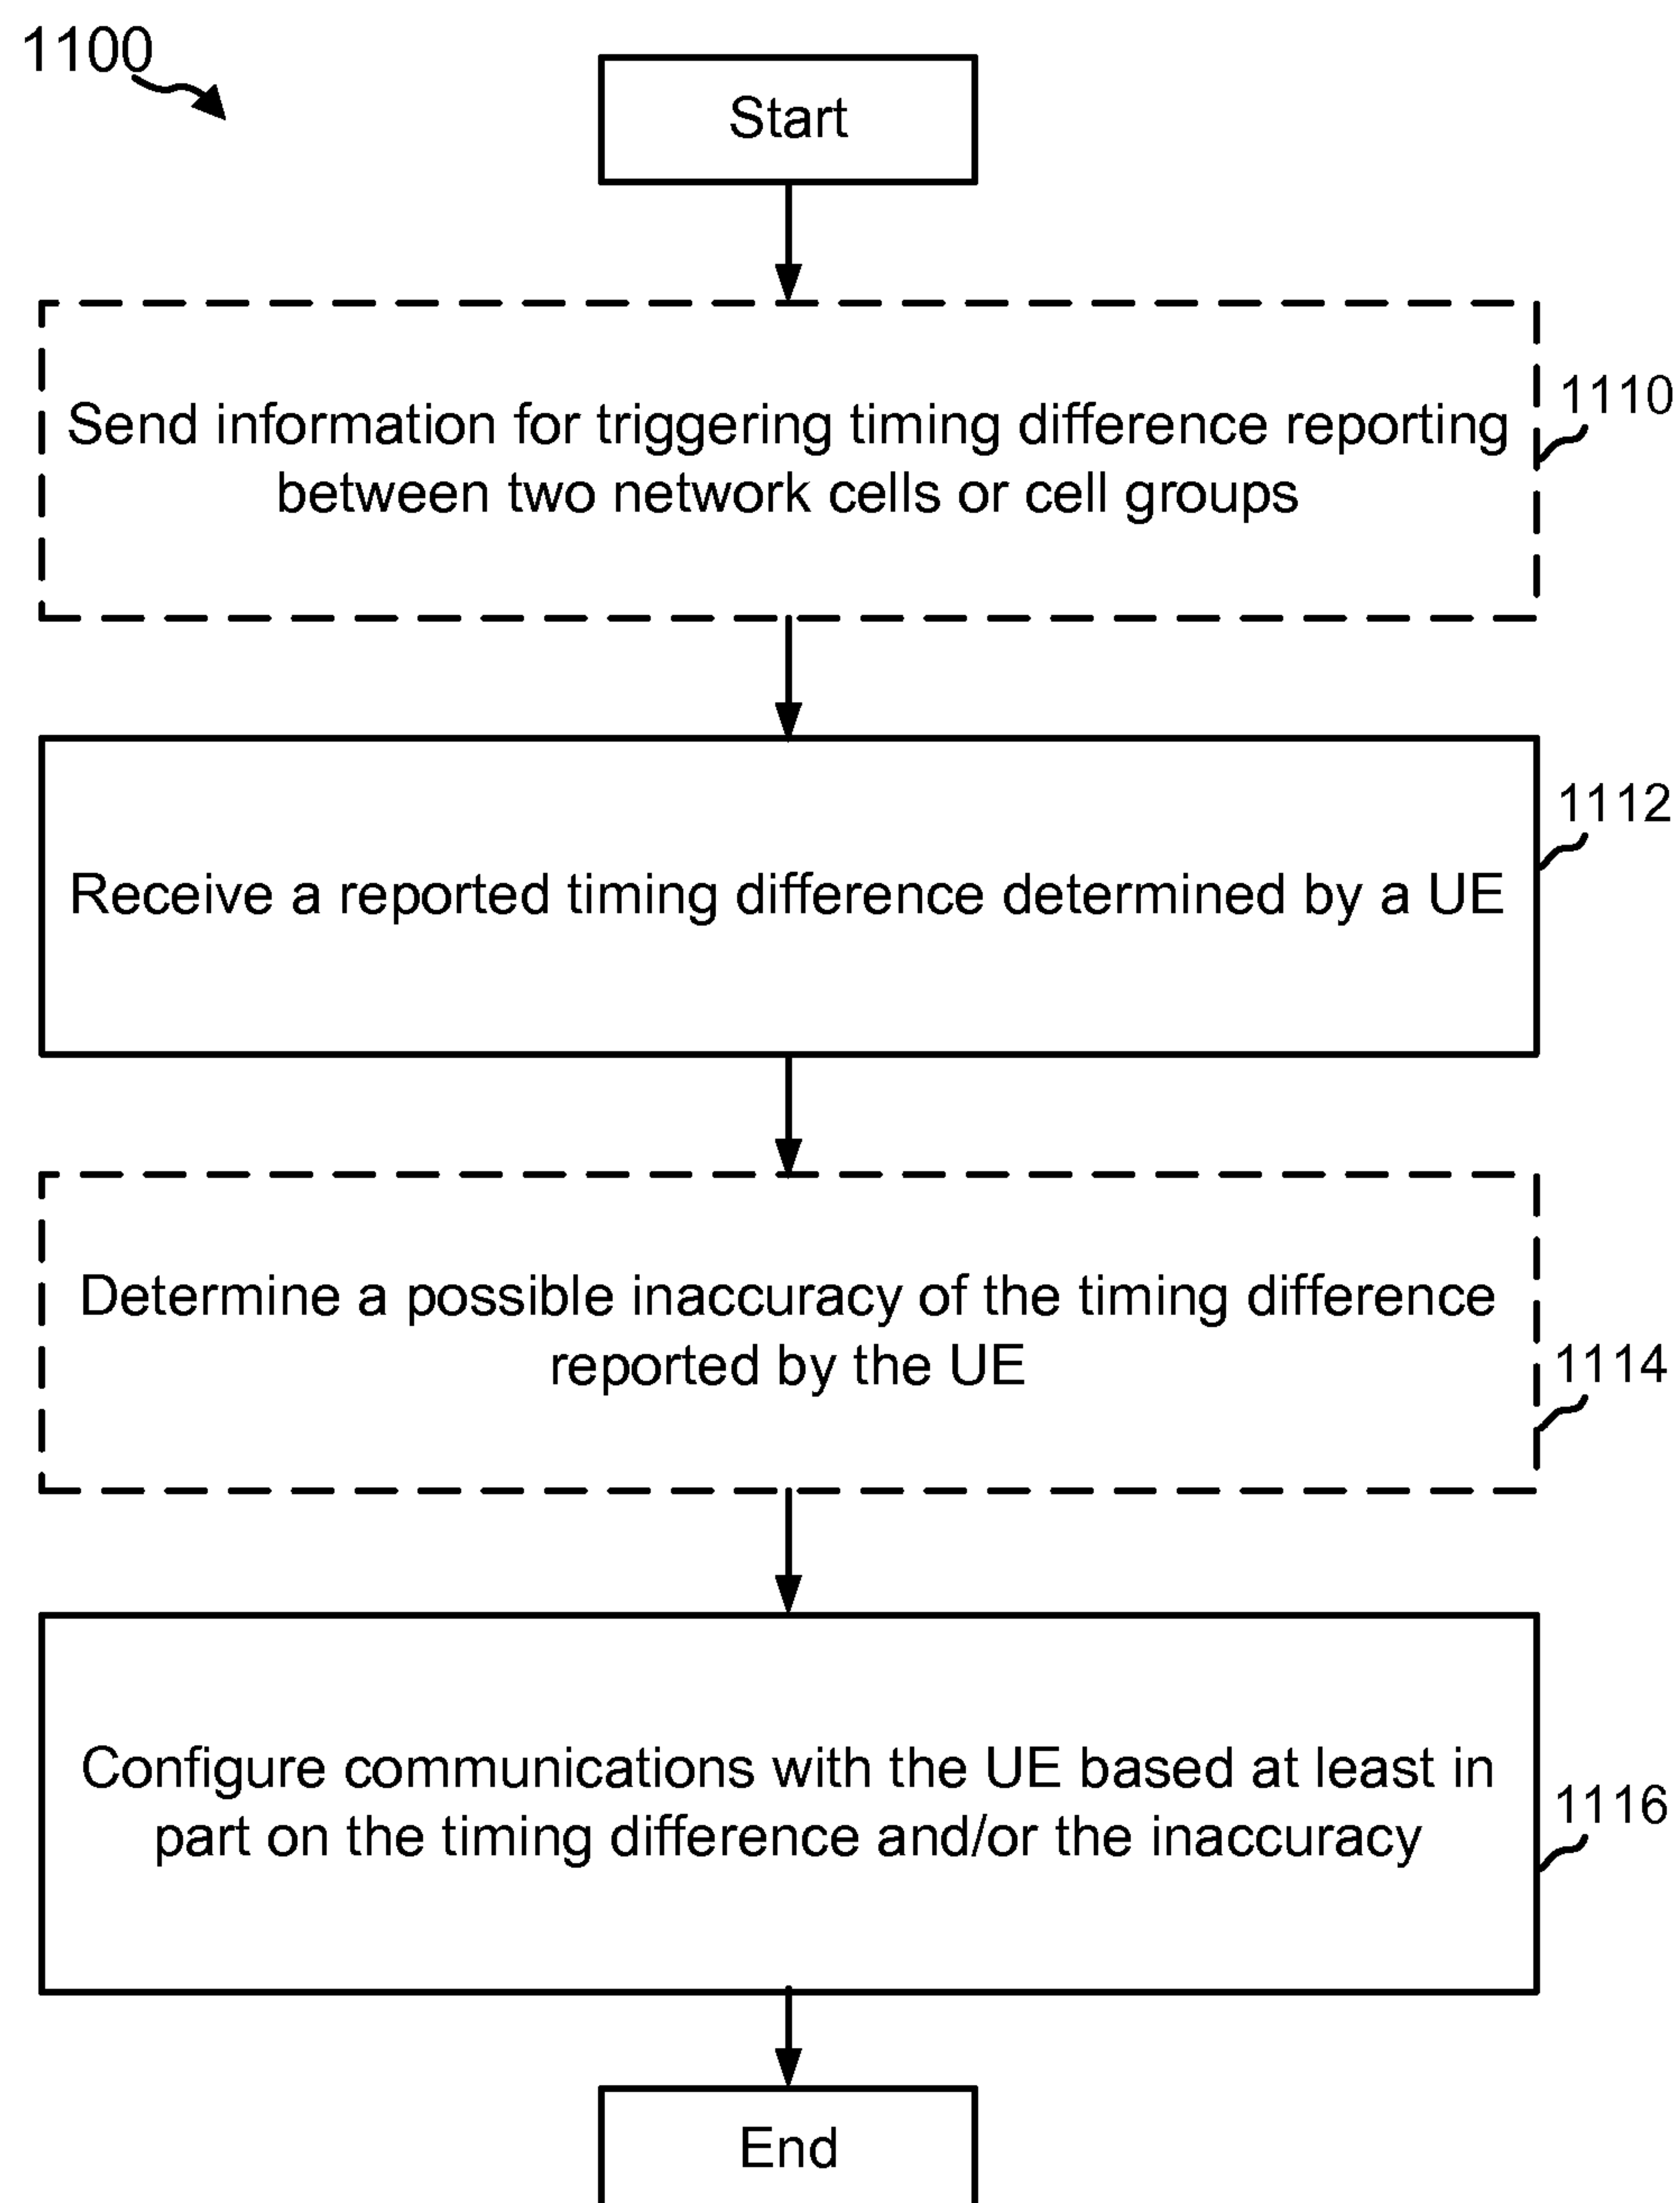 1100
Start
Send information for triggering timing difference reporting
between two network cells or cell groups
1110
Receive a reported timing difference determined by a UE
1112
Determine a possible inaccuracy of the timing difference
reported by the UE
1114
Configure communications with the UE based at least in
part on the timing difference and/or the inaccuracy
1116
End